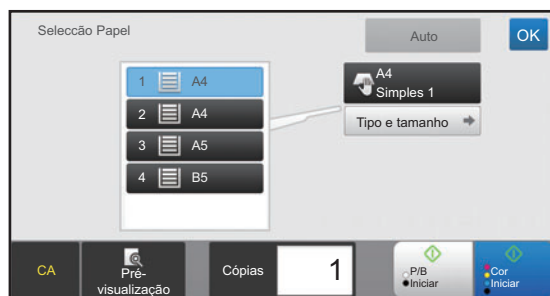 Seleccão Papel
Auto
OK
1 A4
2 A4
3 A5
4 B5
A4
Simples 1
Tipo e tamanho
CA
Pré-
visualização
Cópias
1
P/B
Iniciar
Cor
Iniciar